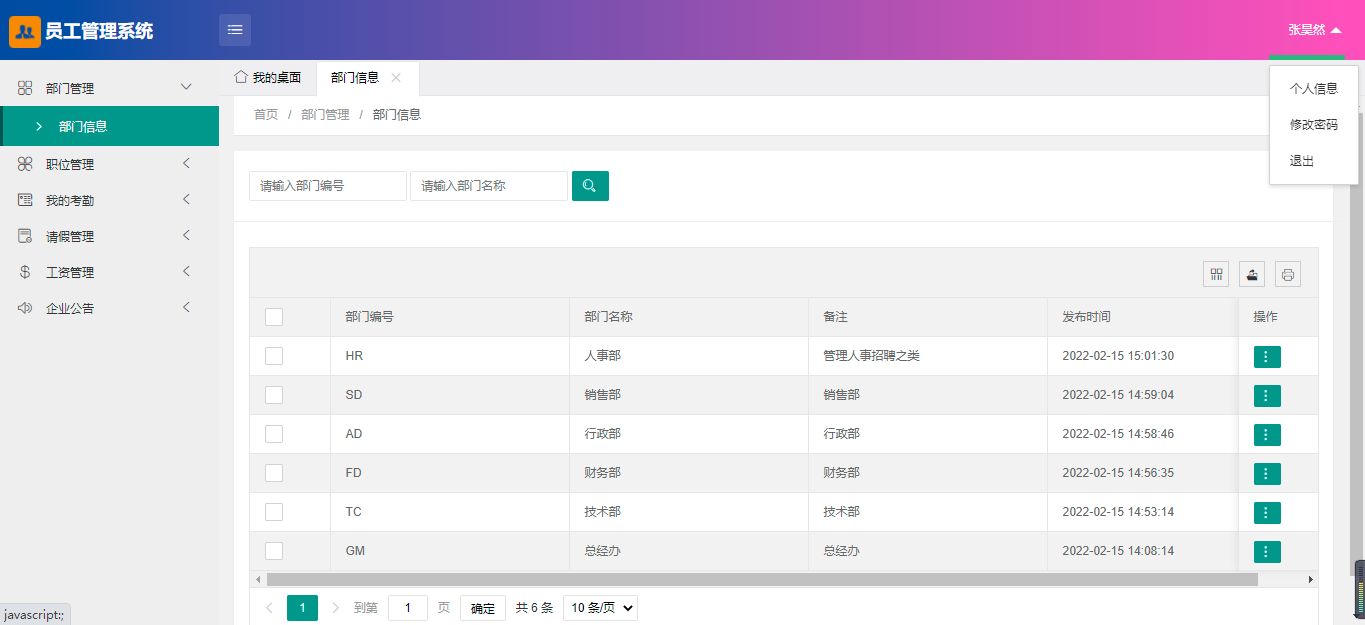 员工管理系统
张昊然
个人信息
修改密码
退出
部门管理
部门信息
职位管理
我的考勤
请假管理
工资管理
企业公告
我的桌面 部门信息
首页 / 部门管理 / 部门信息
请输入部门编号 请输入部门名称
部门编号 部门名称 备注 发布时间 操作
HR 人事部 管理人事招聘之类 2022-02-15 15:01:30
SD 销售部 销售部 2022-02-15 14:59:04
AD 行政部 行政部 2022-02-15 14:58:46
FD 财务部 财务部 2022-02-15 14:56:35
TC 技术部 技术部 2022-02-15 14:53:14
GM 总经办 总经办 2022-02-15 14:08:14
1 到第 1 页 确定 共 6 条 10 条/页
javascript:;